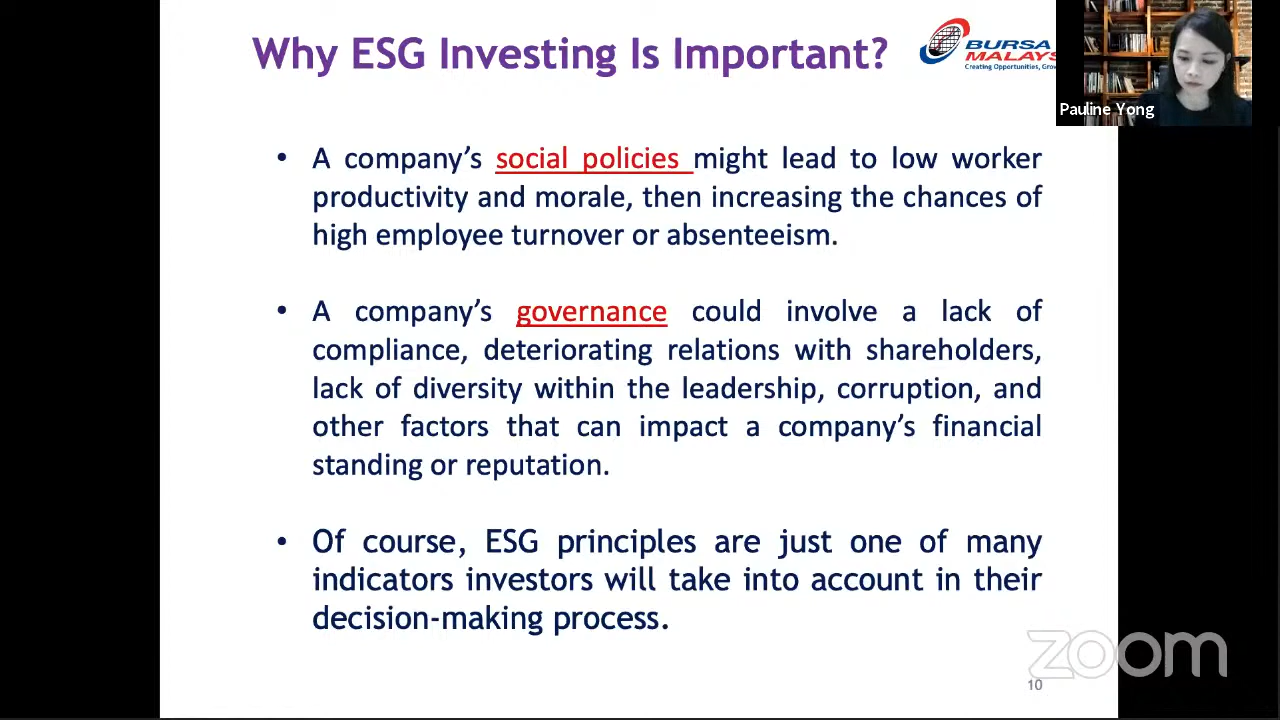 Why ESG Investing Is Important?
BURSA
MALAYS
Creating Opportunities, Grow
Pauline Yong
• A company's social policies might lead to low worker
productivity and morale, then increasing the chances of
high employee turnover or absenteeism.
• A company's governance could involve a lack of
compliance, deteriorating relations with shareholders,
lack of diversity within the leadership, corruption, and
other factors that can impact a company's financial
standing or reputation.
• Of course, ESG principles are just one of many
indicators investors will take into account in their
decision-making process.
zoom
10